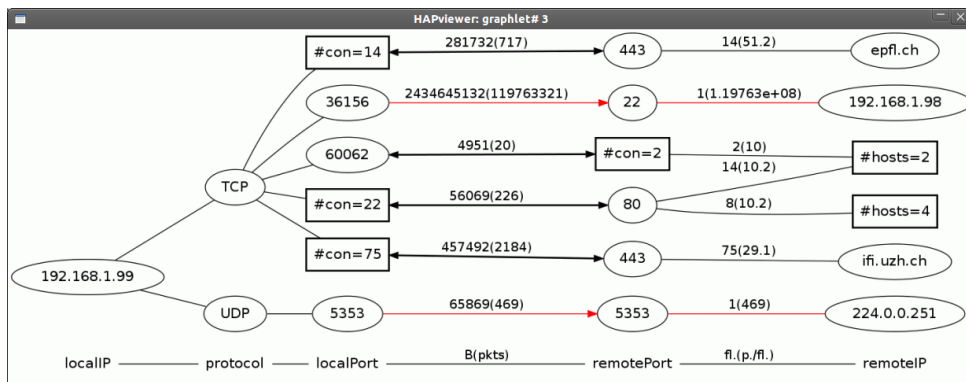 HAPviewer: graphlet# 3
#con=14 281732(717) 443 14(51.2) epfl.ch
36156 2434645132(119763321) 22 1(1.19763e+08) 192.168.1.98
60062 4951(20) #con=2 2(10) #hosts=2
14(10.2)
TCP
#con=22 56069(226) 80 8(10.2) #hosts=4
#con=75 457492(2184) 443 75(29.1) ifi.uzh.ch
192.168.1.99
UDP 5353 65869(469) 5353 1(469) 224.0.0.251
localIP protocol localPort B(pkts) remotePort fl.(p./fl.) remoteIP